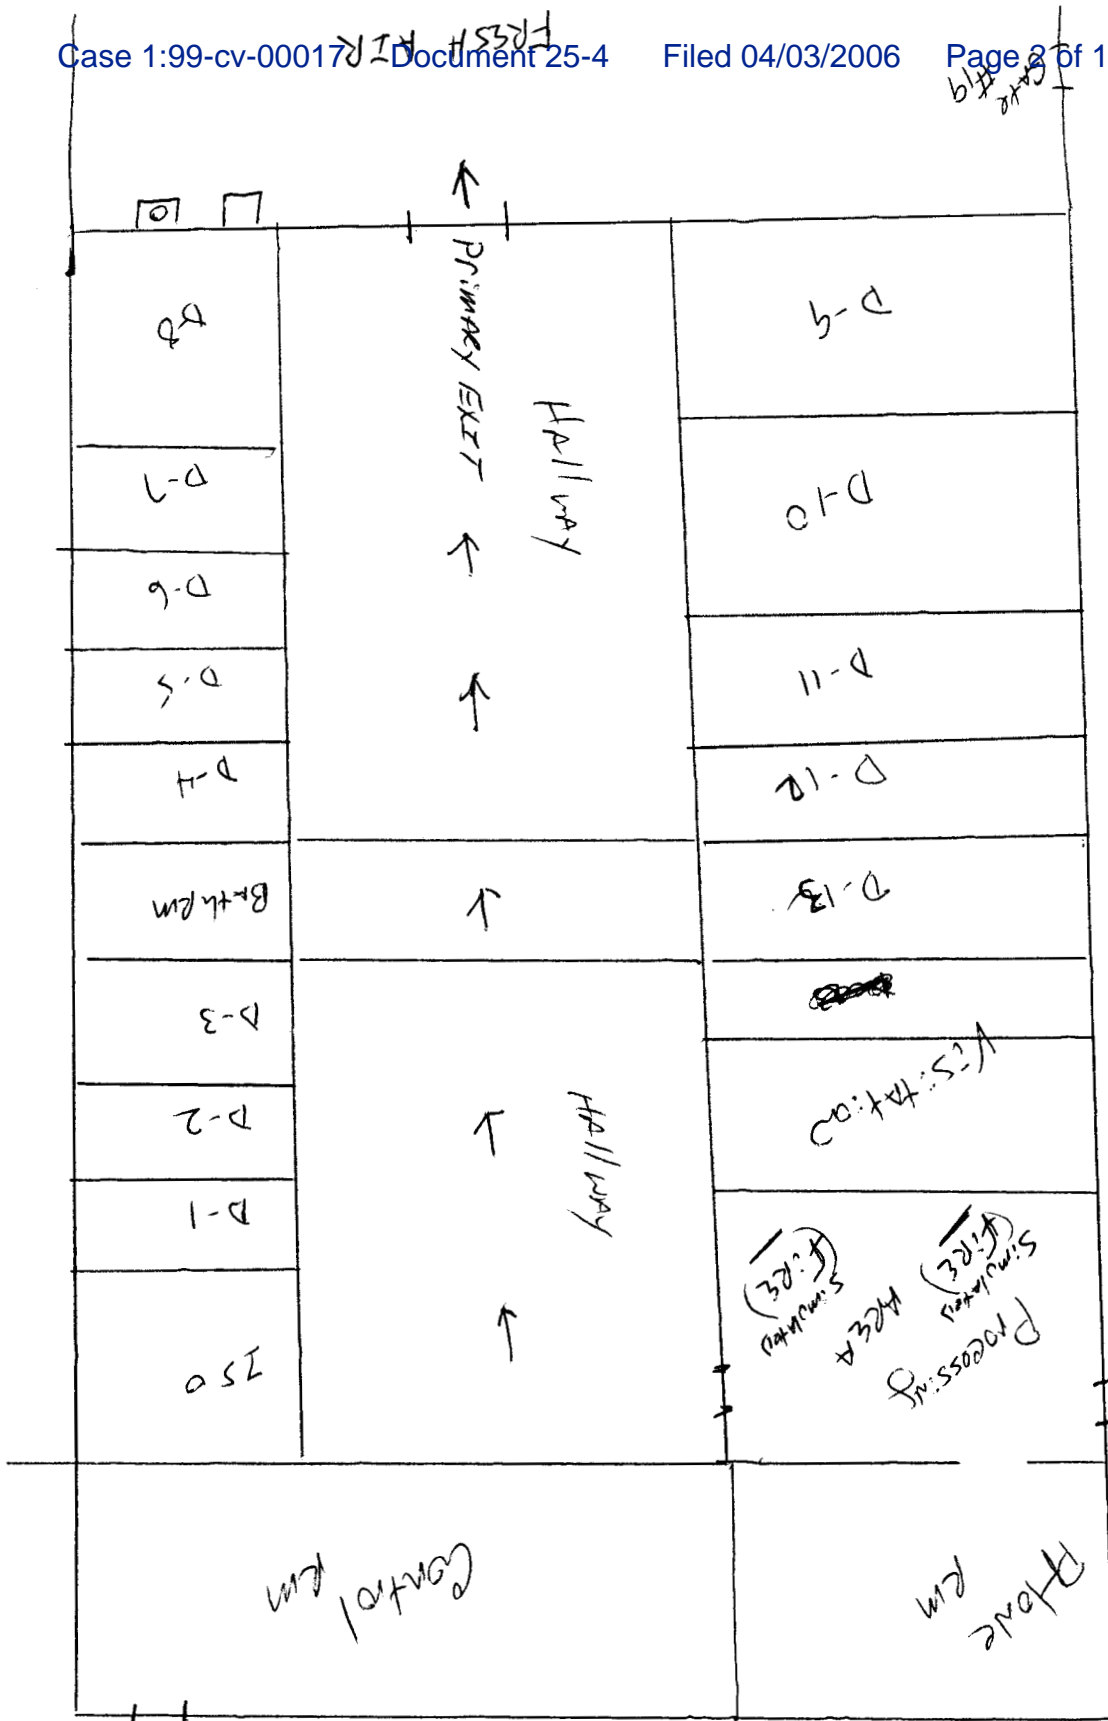 Case 1:99-cv-00017 Document 25-4 Filed 04/03/2006 Page 2 of 1
FRESH AIR
GATE
#19
PRIMARY EXIT
HAllwAY
D-8
D-7
D-6
D-5
D-4
BathRm
D-3
D-2
D-1
ISO
D-9
D-10
D-11
D-12
D-13
Visitation
HAllwAY
Simulated
(fiRE)
Simulated
(fiRE)
Processing
AREA
Control
Rm
PHONE
Rm